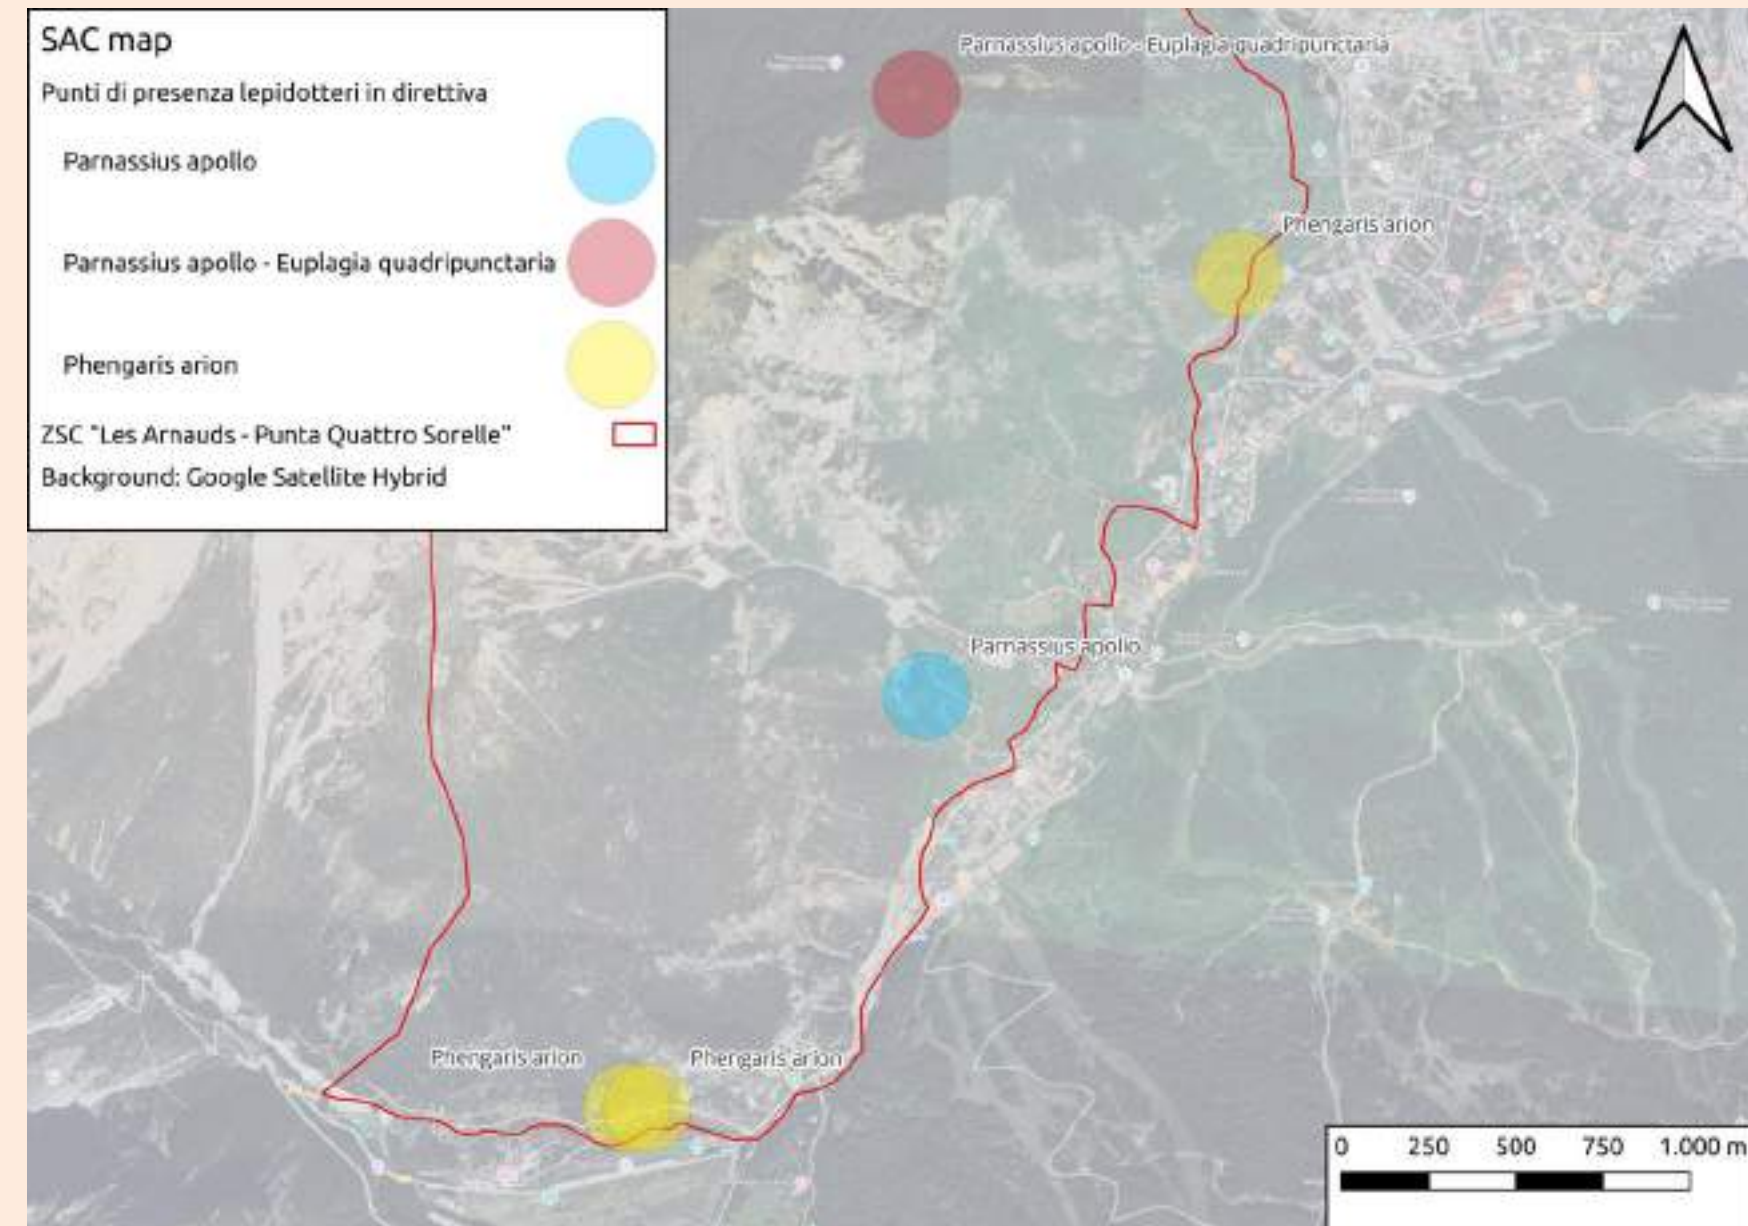 SAC map
Punti di presenza lepidotteri in direttiva
Parnassius apollo
Parnassius apollo - Euplagia quadripunctaria
Phengaris arion
ZSC "Les Arnauds - Punta Quattro Sorelle"
Background: Google Satellite Hybrid
Parnassius apollo - Euplagia quadripunctaria
Phengaris arion
Parnassius apollo
Phengaris arion
Phengaris arion
0 250 500 750 1.000 m